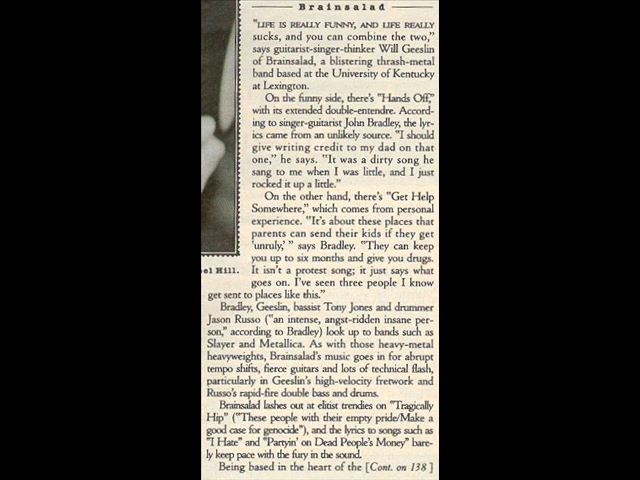 Brainsalad
"LIFE IS REALLY FUNNY, AND LIFE REALLY
sucks, and you can combine the two,"
says guitarist-singer-thinker Will Geeslin
of Brainsalad, a blistering thrash-metal
band based at the University of Kentucky
at Lexington.
On the funny side, there's "Hands Off,"
with its extended double-entendre. Accord-
ing to singer-guitarist John Bradley, the lyr-
ics came from an unlikely source. "I should
give writing credit to my dad on that
one," he says. "It was a dirty song he
sang to me when I was little, and I just
rocked it up a little."
On the other hand, there's "Get Help
Somewhere," which comes from personal
experience. "It's about these places that
parents can send their kids if they get
'unruly,' " says Bradley. "They can keep
you up to six months and give you drugs.
It isn't a protest song; it just says what
goes on. I've seen three people I know
get sent to places like this."
Bradley, Geeslin, bassist Tony Jones and drummer
Jason Russo ("an intense, angst-ridden insane per-
son," according to Bradley) look up to bands such as
Slayer and Metallica. As with those heavy-metal
heavyweights, Brainsalad's music goes in for abrupt
tempo shifts, fierce guitars and lots of technical flash,
particularly in Geeslin's high-velocity fretwork and
Russo's rapid-fire double bass and drums.
Brainsalad lashes out at elitist trendies on "Tragically
Hip" ("These people with their empty pride/Make a
good case for genocide"), and the lyrics to songs such as
"I Hate" and "Partyin' on Dead People's Money" bare-
ly keep pace with the fury in the sound.
Being based in the heart of the [Cont. on 138]
el Hill.